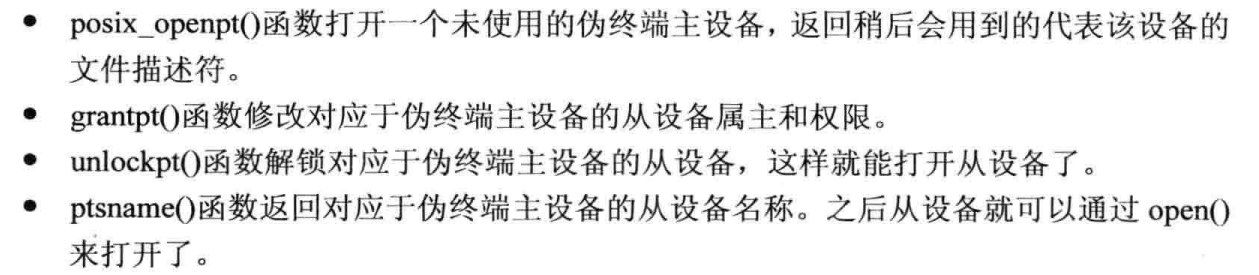 ● posix_openpt()函数打开一个未使用的伪终端主设备，返回稍后会用到的代表该设备的
文件描述符。
● grantpt()函数修改对应于伪终端主设备的从设备属主和权限。
● unlockpt()函数解锁对应于伪终端主设备的从设备，这样就能打开从设备了。
● ptsname()函数返回对应于伪终端主设备的从设备名称。之后从设备就可以通过 open()
来打开了。